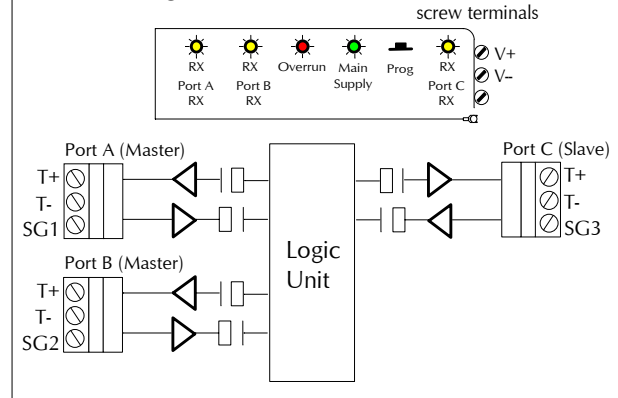 screw terminals
V+
V--
RX RX Overrun Main Supply Prog RX
Port A RX Port B RX Port C RX
Port A (Master)
T+
T-
SG1
Port B (Master)
T+
T-
SG2
Logic
Unit
Port C (Slave)
T+
T-
SG3